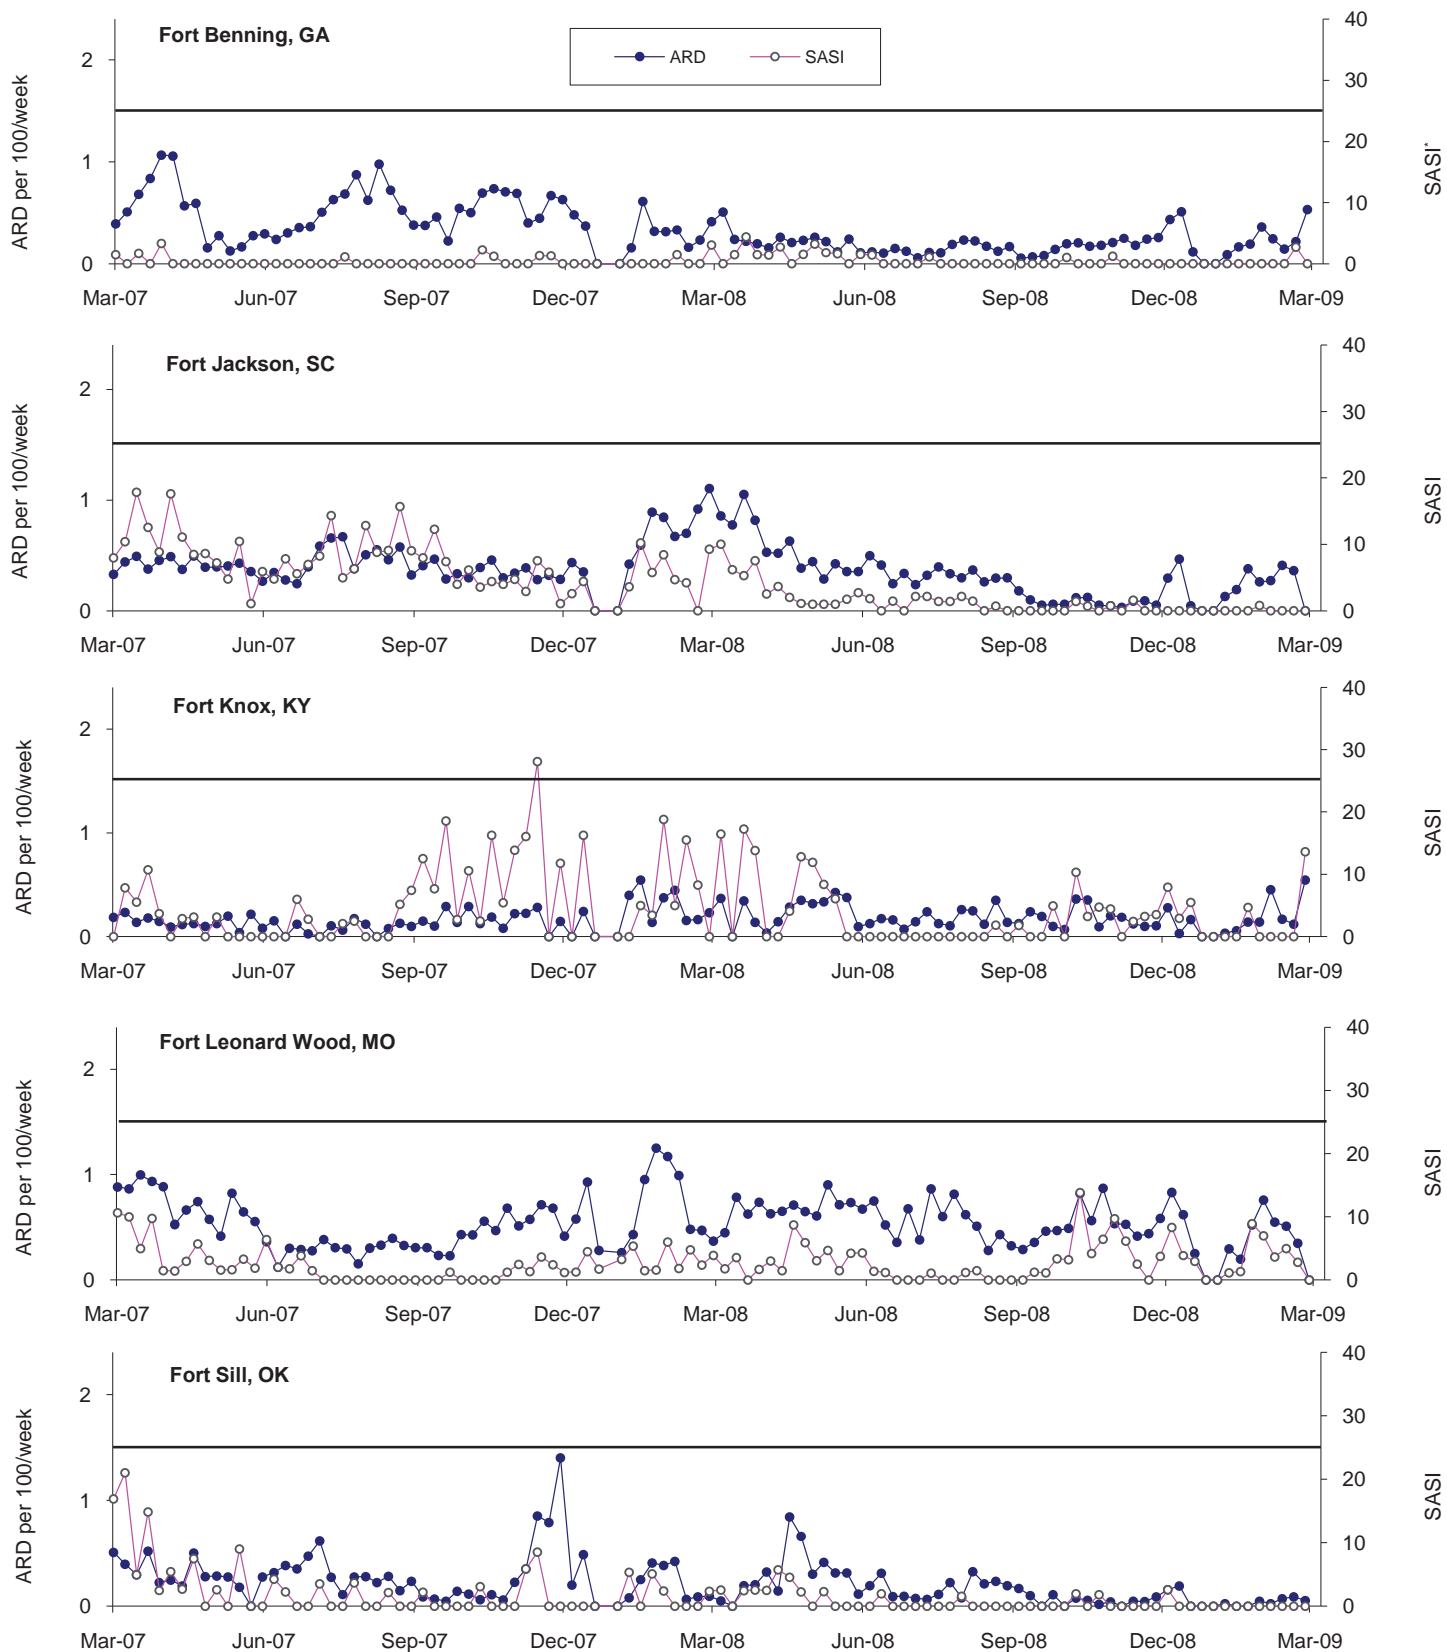 Fort Benning, GA
ARD SASI
ARD per 100/week
2
1
0
40
30
20
10
0
SASI*
Mar-07 Jun-07 Sep-07 Dec-07 Mar-08 Jun-08 Sep-08 Dec-08 Mar-09
Fort Jackson, SC
ARD per 100/week
2
1
0
40
30
20
10
0
SASI
Mar-07 Jun-07 Sep-07 Dec-07 Mar-08 Jun-08 Sep-08 Dec-08 Mar-09
Fort Knox, KY
ARD per 100/week
2
1
0
40
30
20
10
0
SASI
Mar-07 Jun-07 Sep-07 Dec-07 Mar-08 Jun-08 Sep-08 Dec-08 Mar-09
Fort Leonard Wood, MO
ARD per 100/week
2
1
0
40
30
20
10
0
SASI
Mar-07 Jun-07 Sep-07 Dec-07 Mar-08 Jun-08 Sep-08 Dec-08 Mar-09
Fort Sill, OK
ARD per 100/week
2
1
0
40
30
20
10
0
SASI
Mar-07 Jun-07 Sep-07 Dec-07 Mar-08 Jun-08 Sep-08 Dec-08 Mar-09